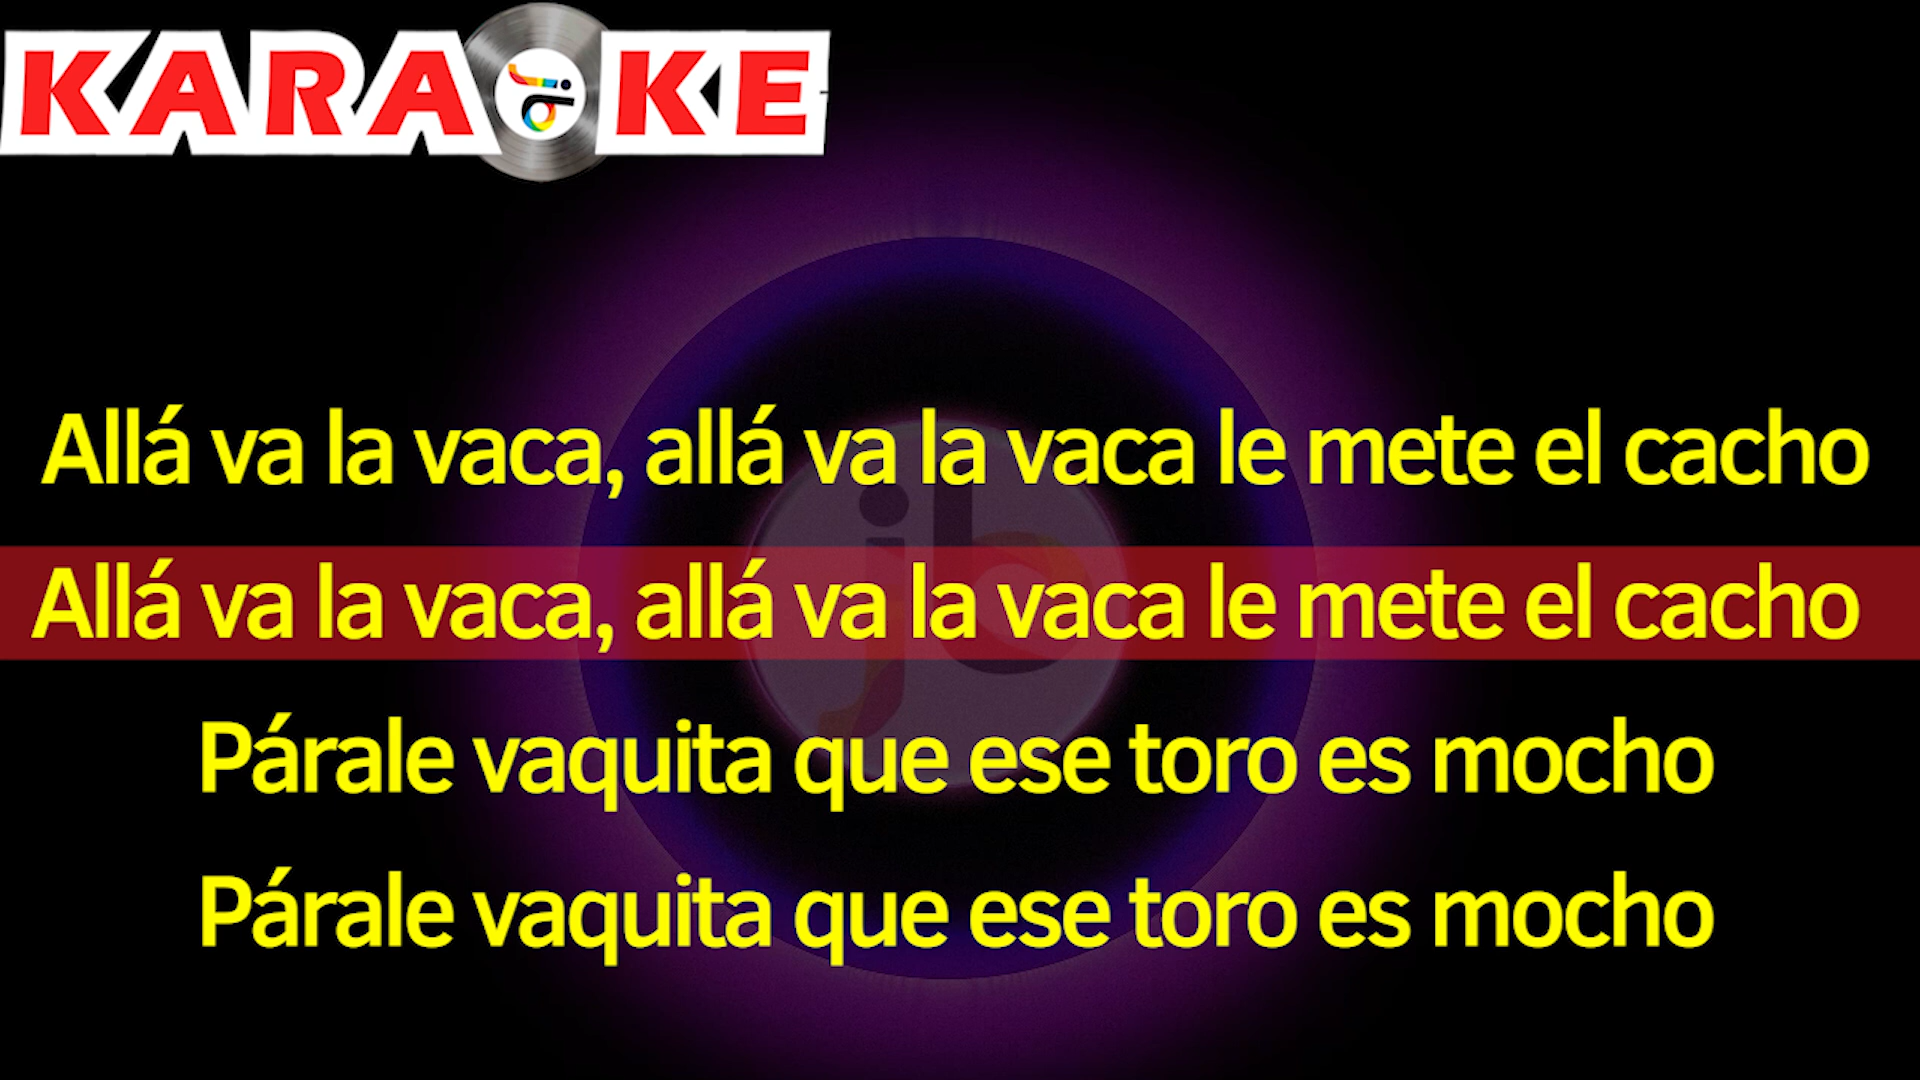 KARAOKE
Allá va la vaca, allá va la vaca le mete el cacho
Allá va la vaca, allá va la vaca le mete el cacho
jb
Párale vaquita que ese toro es mocho
Párale vaquita que ese toro es mocho